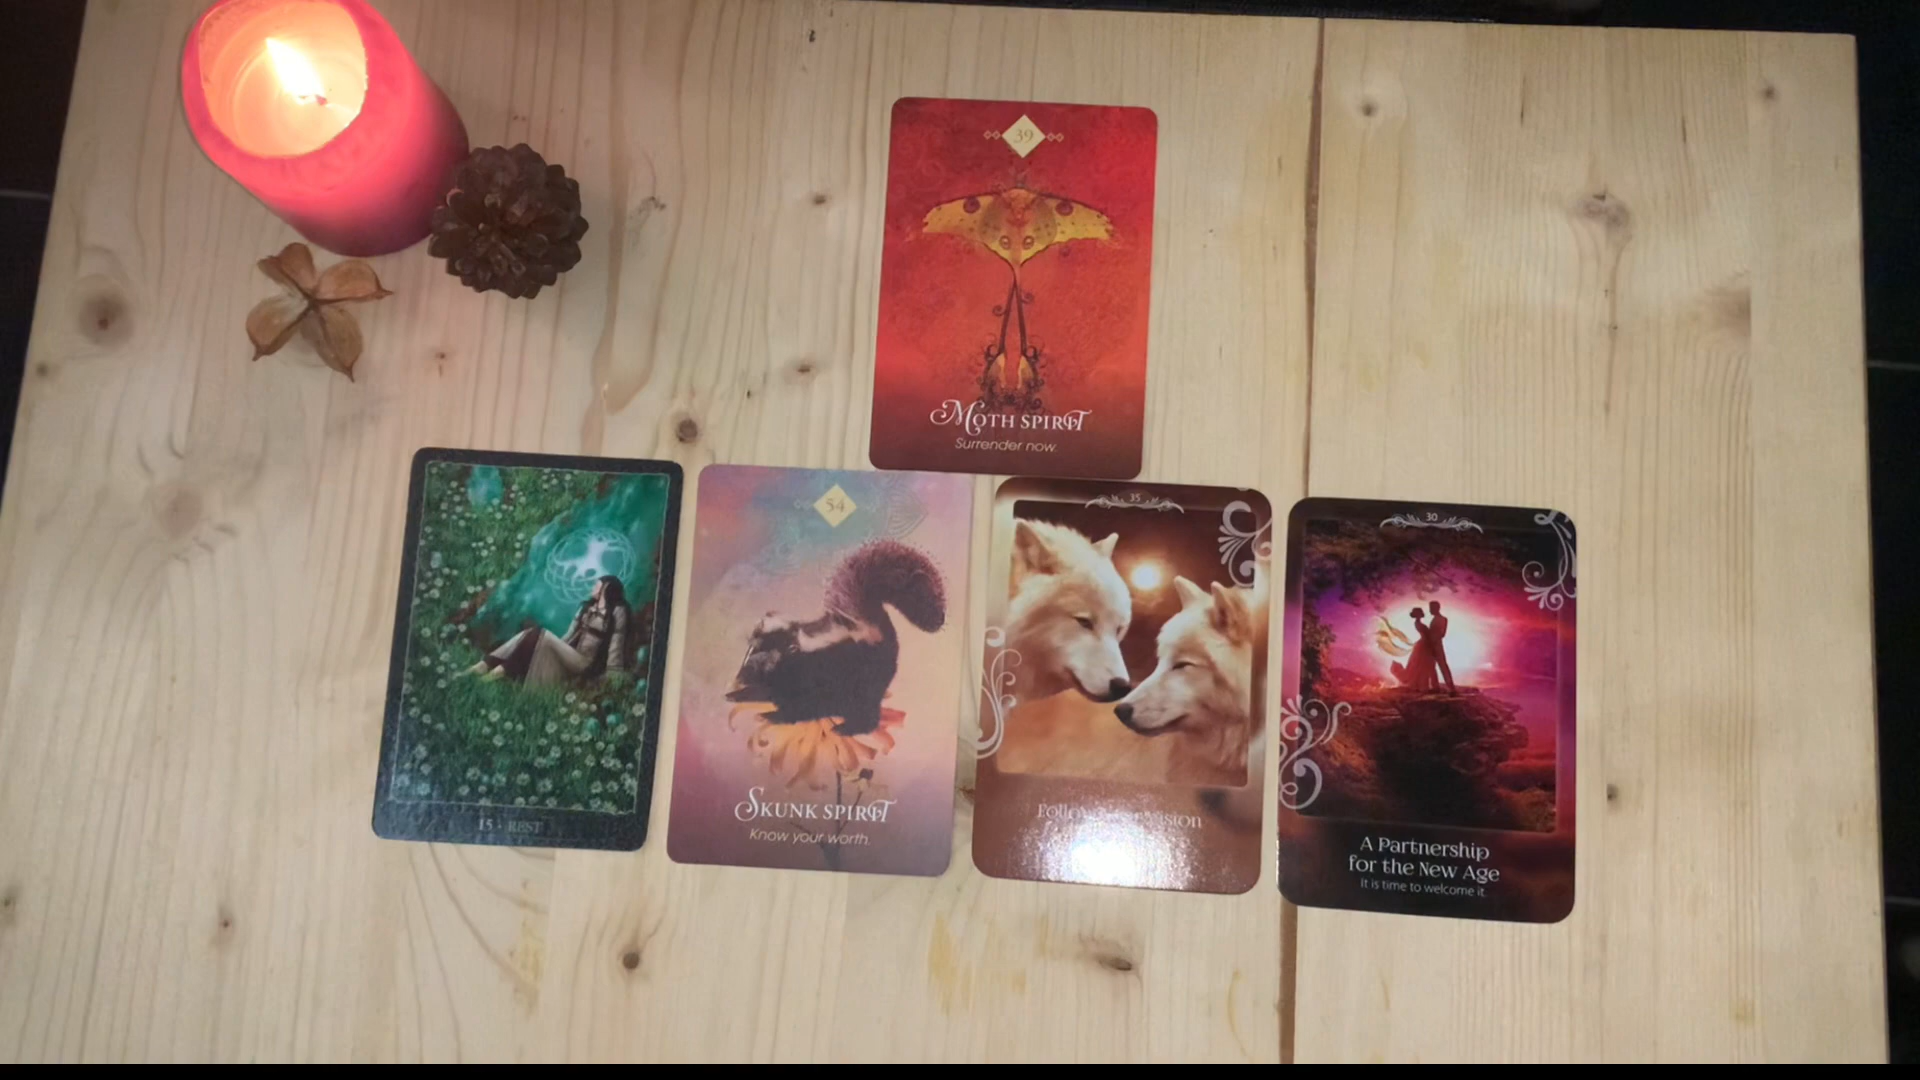 39
MOTH SPIRIT
Surrender now.
15 · REST
54
SKUNK SPIRIT
Know your worth.
35
Follow
30
A Partnership
for the New Age
It is time to welcome it.